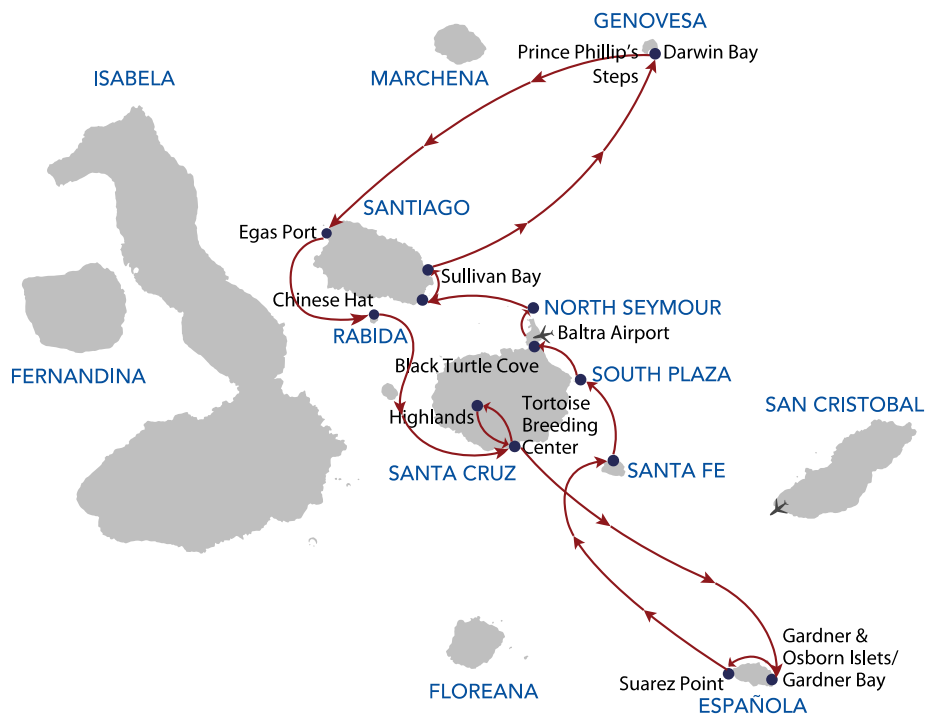 GENOVESA
Prince Phillip's
Steps
Darwin Bay
MARCHENA
ISABELA
SANTIAGO
Egas Port
Sullivan Bay
Chinese Hat
NORTH SEYMOUR
RABIDA
Baltra Airport
FERNANDINA
Black Turtle Cove
SOUTH PLAZA
Highlands
Tortoise
Breeding
Center
SAN CRISTOBAL
SANTA CRUZ
SANTA FE
Gardner &
Osborn Islets/
Gardner Bay
Suarez Point
FLOREANA
ESPAÑOLA